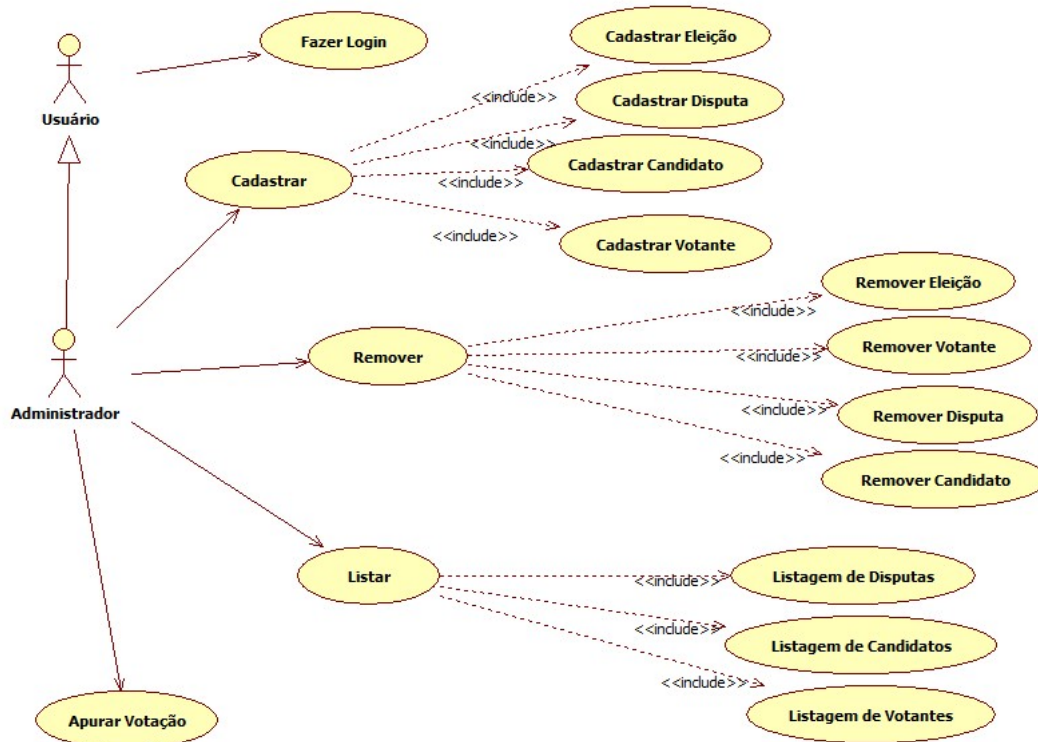 Usuário
Fazer Login
Cadastrar Eleição
<<include>>
Cadastrar Disputa
<<include>>
Cadastrar
Cadastrar Candidato
<<include>>
Cadastrar Votante
<<include>>
Administrador
Remover
Remover Eleição
<<include>>
Remover Votante
<<include>>
Remover Disputa
<<include>>
Remover Candidato
<<include>>
Listar
Listagem de Disputas
<<include>>
Listagem de Candidatos
<<include>>
Listagem de Votantes
<<include>>
Apurar Votação